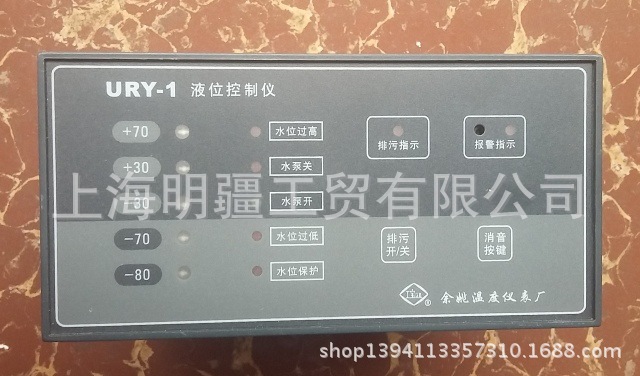 URY-1 液位控制仪
+70 水位过高
+30 水泵关
-30 水泵开
-70 水位过低
-80 水位保护
排污指示 报警指示
排污
开/关
消音
按键
余姚温度仪表厂
上海明疆工贸有限公司
shop1394113357310.1688.com